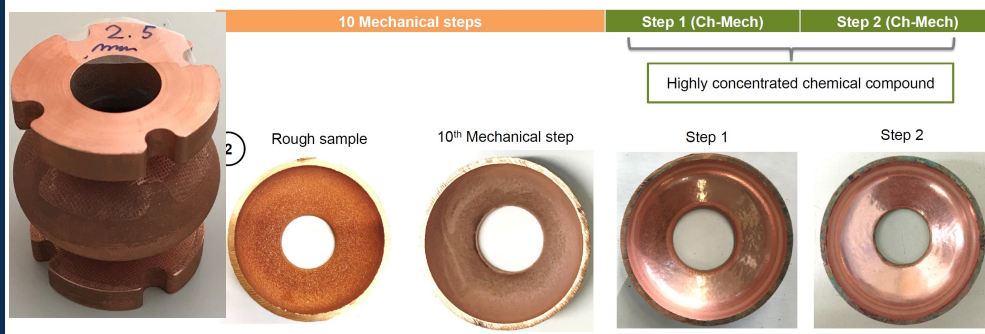 10 Mechanical steps
Step 1 (Ch-Mech)
Step 2 (Ch-Mech)
Highly concentrated chemical compound
2.5
mm
2
Rough sample
10th Mechanical step
Step 1
Step 2